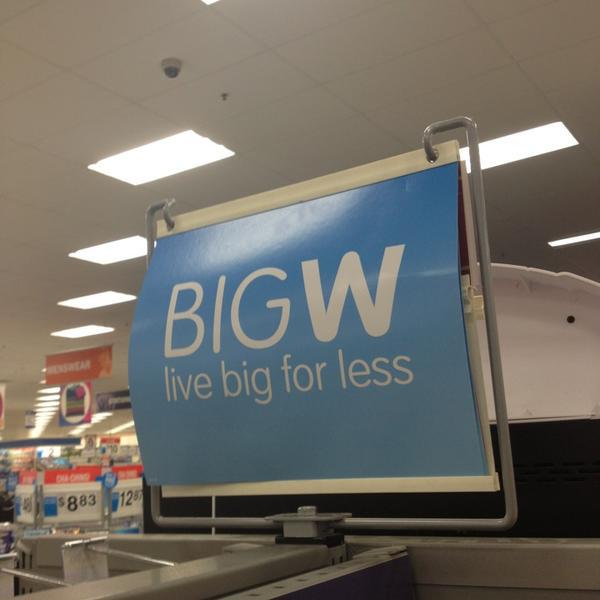 BIGW
live big for less
MENSWEAR
CHA-CHING!
$8.83